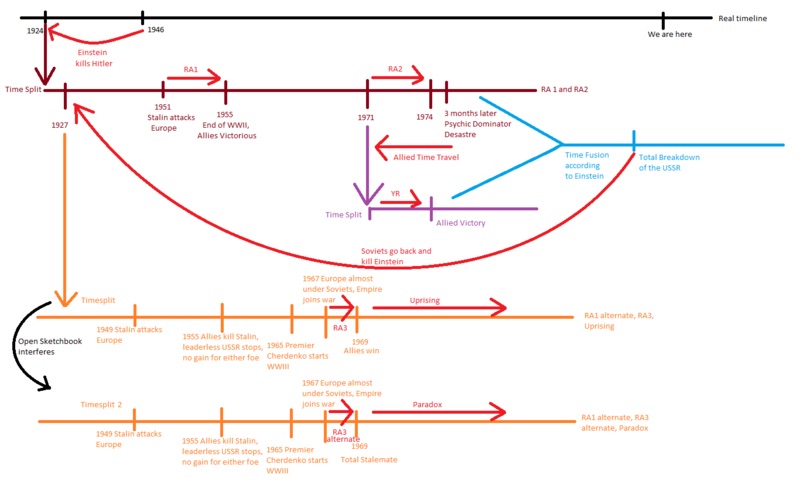 Real timeline
1924
1946
We are here
Einstein
kills Hitler
Time Split
RA1
RA2
RA 1 and RA2
1927
1951
Stalin attacks
Europe
1955
End of WWII,
Allies Victorious
1971
1974
3 months later
Psychic Dominator
Desastre
Allied Time Travel
Time Fusion
according
to Einstein
Total Breakdown
of the USSR
YR
Time Split
Allied Victory
Soviets go back and
kill Einstein
Timesplit
1967 Europe almost
under Soviets, Empire
joins war
Uprising
RA1 alternate, RA3,
Uprising
1949 Stalin attacks
Europe
1955 Allies kill Stalin,
leaderless USSR stops,
no gain for either foe
1965 Premier
Cherdenko starts
WWIII
RA3
1969
Allies win
Open Sketchbook
interferes
Timesplit 2
1967 Europe almost
under Soviets, Empire
joins war
Paradox
RA1 alternate, RA3
alternate, Paradox
1949 Stalin attacks
Europe
1955 Allies kill Stalin,
leaderless USSR stops,
no gain for either foe
1965 Premier
Cherdenko starts
WWIII
RA3
alternate
1969
Total Stalemate